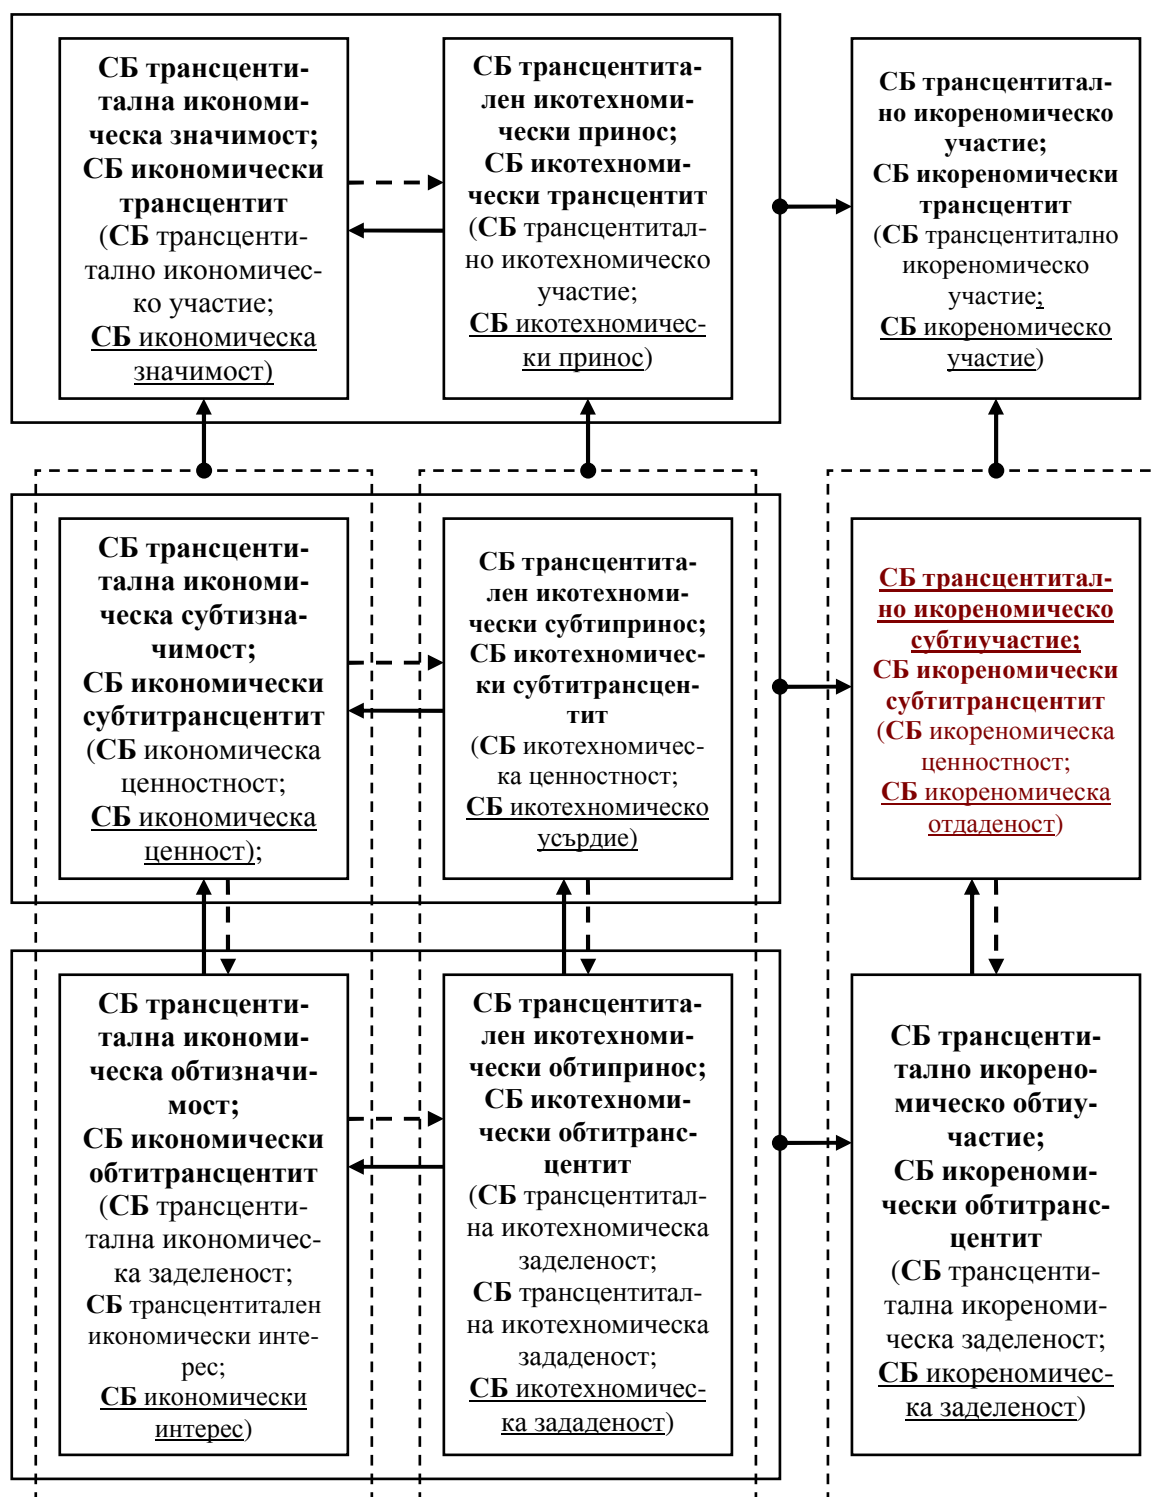 СБ трансценти-
тална икономи-
ческа значимост;
СБ икономически
трансцентит
(СБ трансценти-
тално икономичес-
ко участие;
СБ икономическа
значимост)
СБ трансцентита-
лен икотехноми-
чески принос;
СБ икотехноми-
чески трансцентит
(СБ трансцентитал-
но икотехномическо
участие;
СБ икотехномичес-
ки принос)
СБ трансцентитал-
но икореномическо
участие;
СБ икореномически
трансцентит
(СБ трансцентитално
икореномическо
участие;
СБ икореномическо
участие)
СБ трансценти-
тална икономи-
ческа субтизна-
чимост;
СБ икономически
субтитрансцентит
(СБ икономическа
ценностност;
СБ икономическа
ценност);
СБ трансцентита-
лен икотехноми-
чески субтипринос;
СБ икотехномичес-
ки субтитрансцен-
тит
(СБ икотехномичес-
ка ценностност;
СБ икотехномическо
усърдие)
СБ трансцентитал-
но икореномическо
субтиучастие;
СБ икореномически
субтитрансцентит
(СБ икореномическа
ценностност;
СБ икореномическа
отдаденост)
СБ трансценти-
тална икономи-
ческа обтизначи-
мост;
СБ икономически
обтитрансцентит
(СБ трансценти-
тална икономичес-
ка заделеност;
СБ трансцентитален
икономически инте-
рес;
СБ икономически
интерес)
СБ трансцентита-
лен икотехноми-
чески обтипринос;
СБ икотехноми-
чески обтитранс-
центит
(СБ трансцентитал-
на икотехномическа
заделеност;
СБ трансцентитал-
на икотехномическа
зададеност;
СБ икотехномичес-
ка зададеност)
СБ трансценти-
тално икорено-
мическо обтиу-
частие;
СБ икореноми-
чески обтитранс-
центит
(СБ трансценти-
тална икореноми-
ческа заделеност;
СБ икореномичес-
ка заделеност)